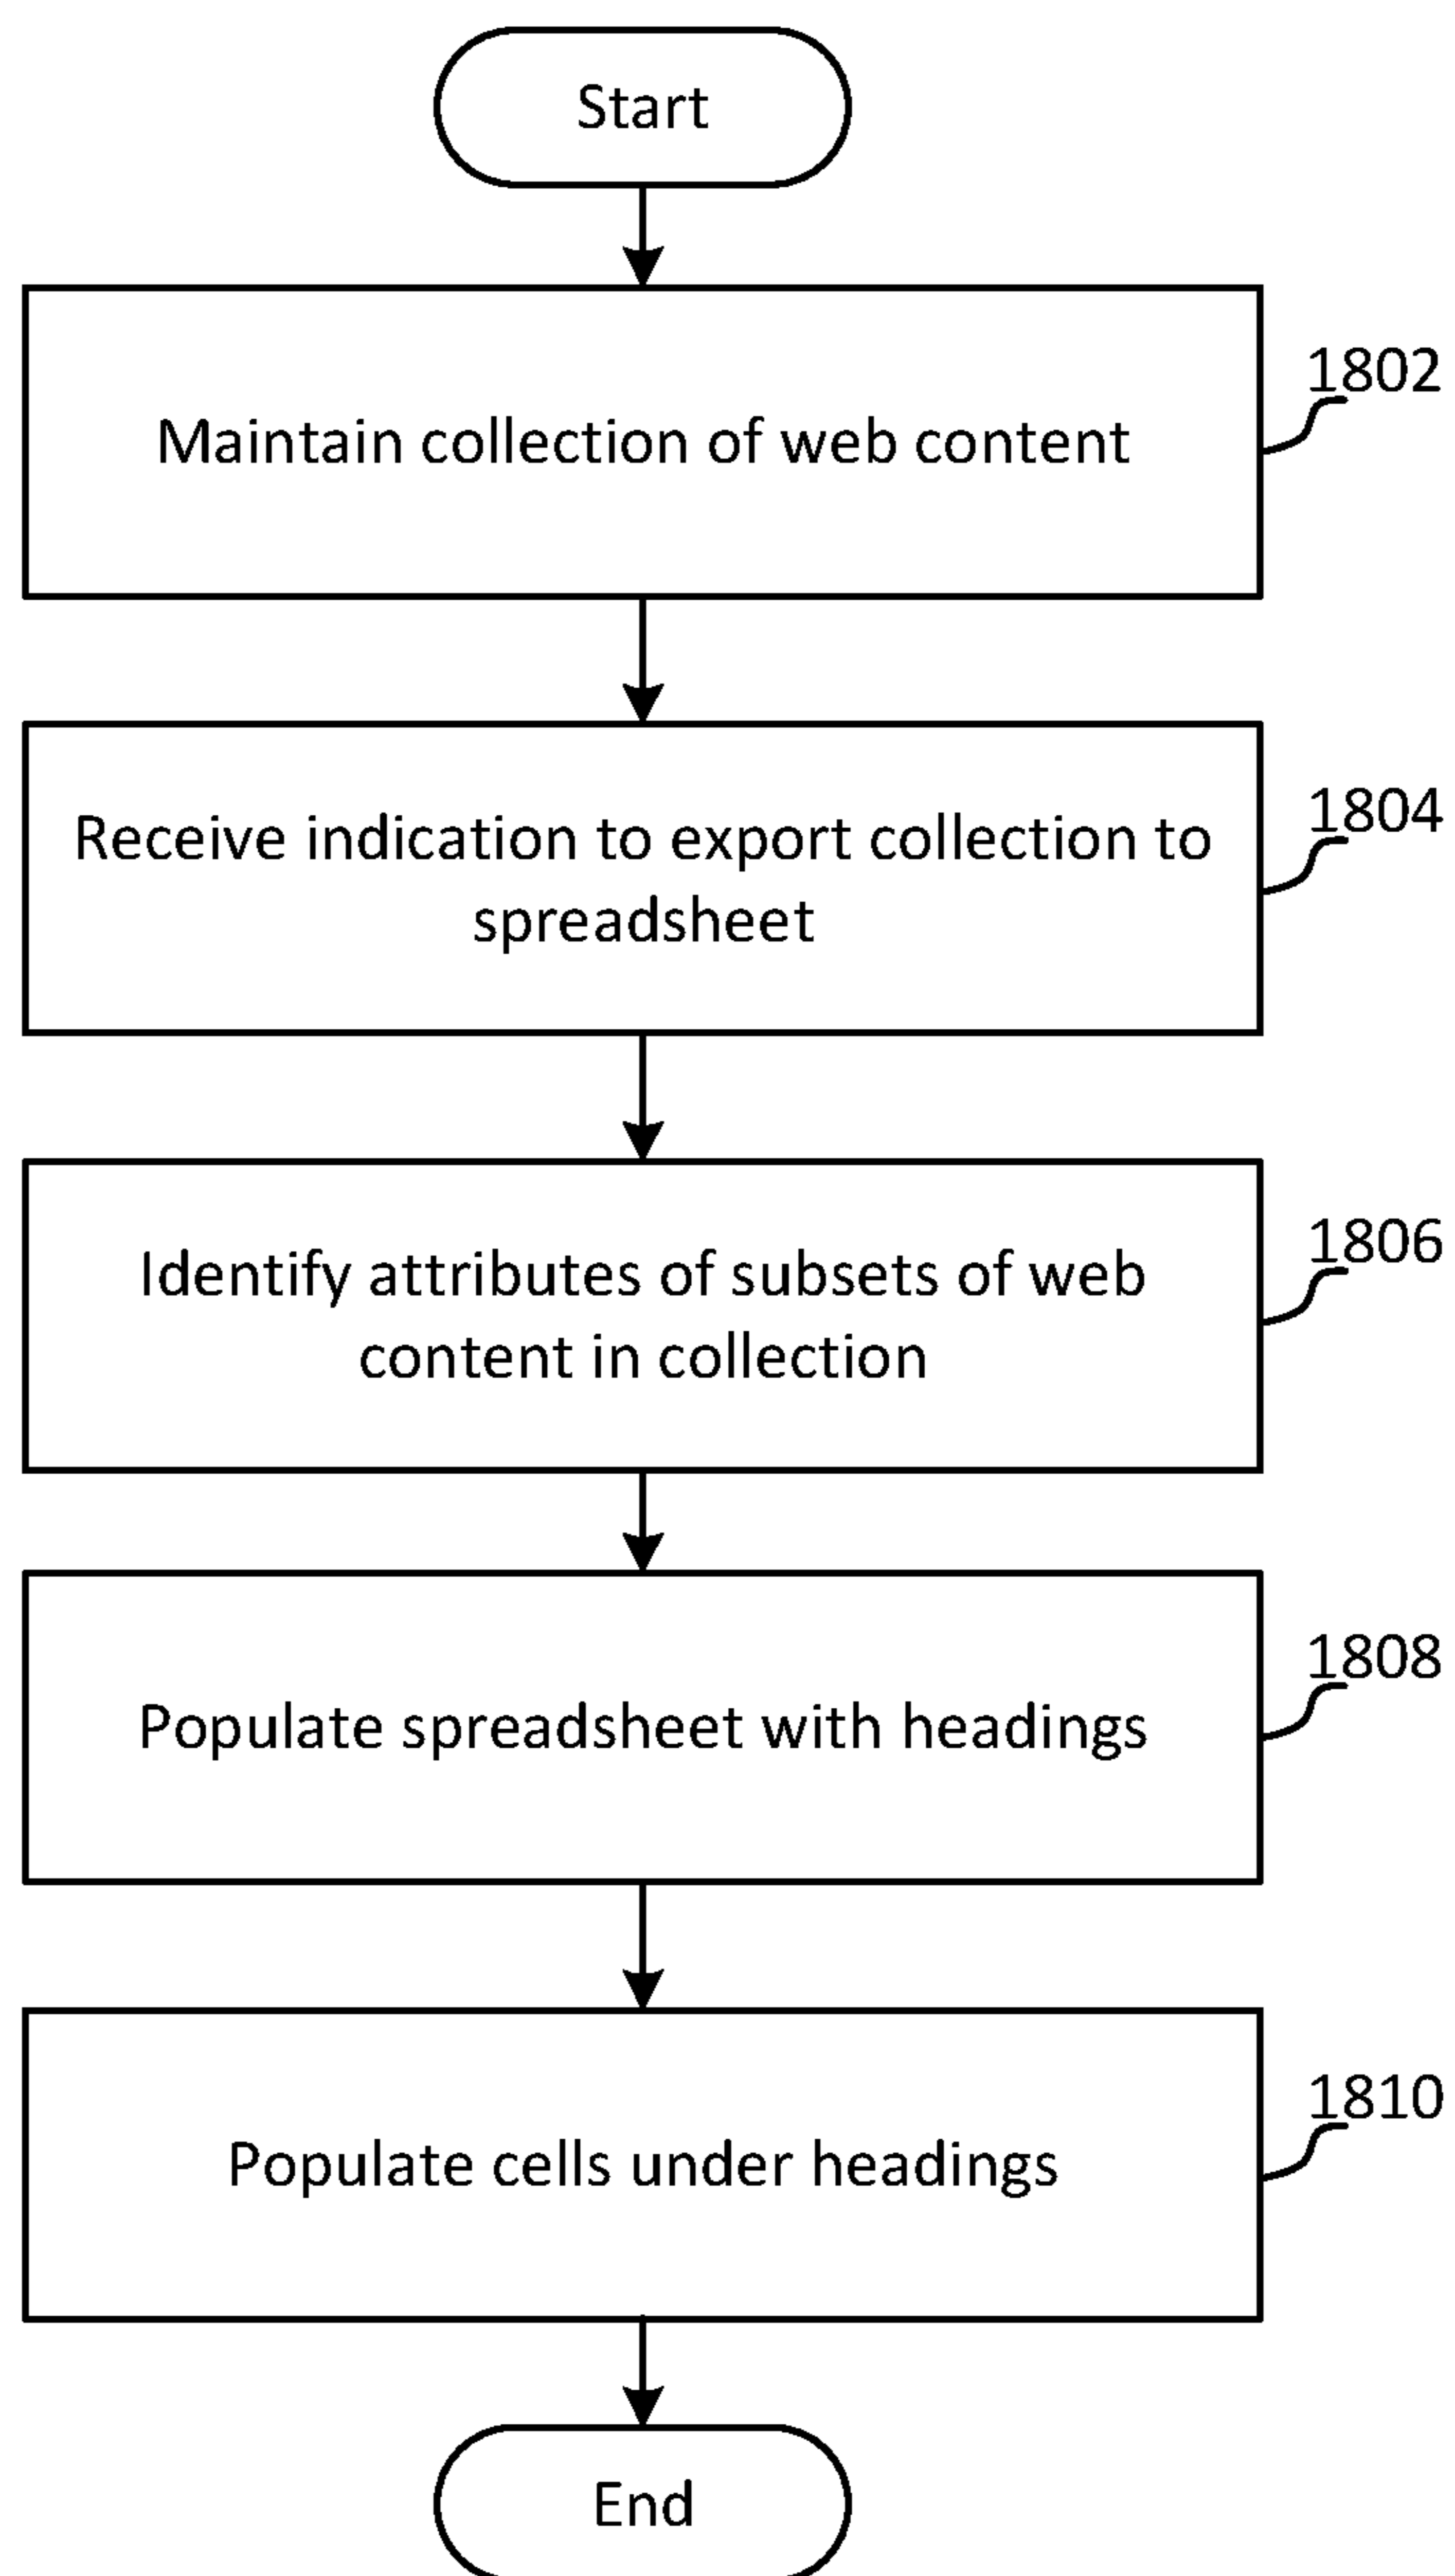 Start
Maintain collection of web content
1802
Receive indication to export collection to
spreadsheet
1804
Identify attributes of subsets of web
content in collection
1806
Populate spreadsheet with headings
1808
Populate cells under headings
1810
End